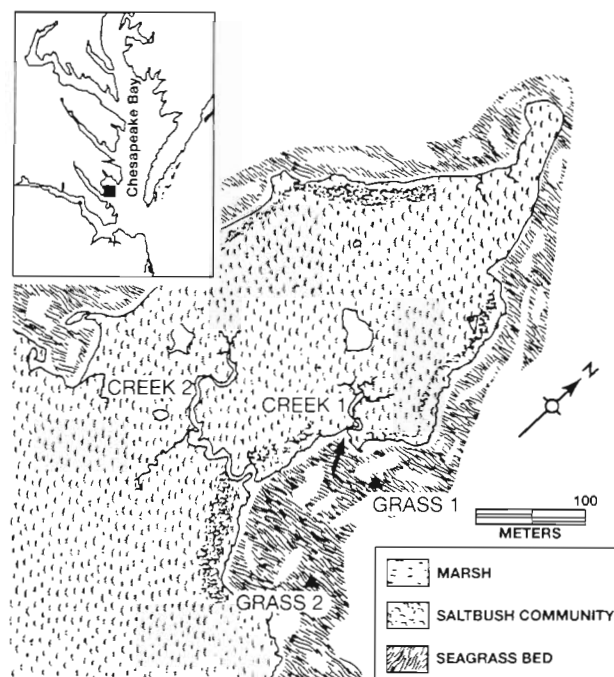 Chesapeake Bay
CREEK 2
CREEK 1
N
GRASS 1
100
METERS
GRASS 2
MARSH
SALTBUSH COMMUNITY
SEAGRASS BED